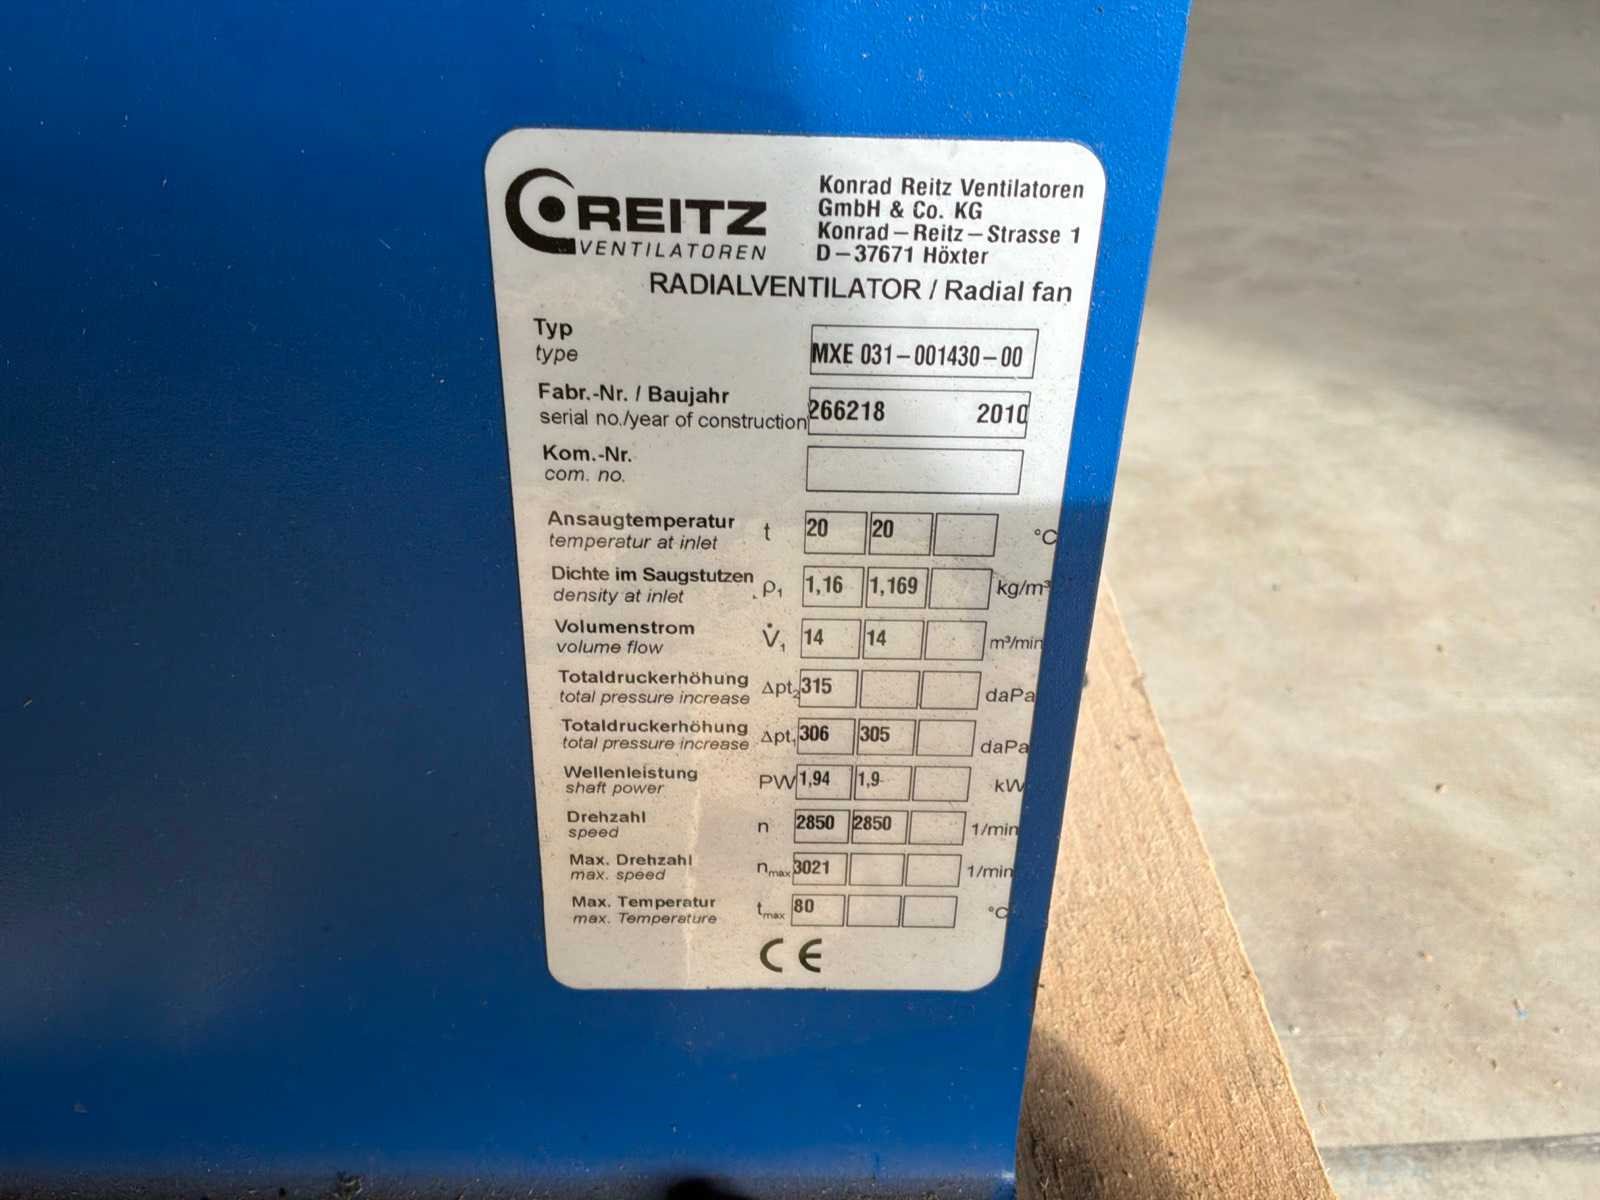 REITZ
VENTILATOREN
Konrad Reitz Ventilatoren
GmbH & Co. KG
Konrad-Reitz-Strasse 1
D-37671 Höxter
RADIALVENTILATOR / Radial fan
Typ
type
MXE 031-001430-00
Fabr.-Nr. / Baujahr
serial no./year of construction
266218 2010
Kom.-Nr.
com. no.
Ansaugtemperatur
temperatur at inlet
t 20 20 °C
Dichte im Saugstutzen
density at inlet
ρ₁ 1,16 1,169 kg/m³
Volumenstrom
volume flow
V̇₁ 14 14 m³/min
Totaldruckerhöhung
total pressure increase
Δpt₂ 315 daPa
Totaldruckerhöhung
total pressure increase
Δpt₁ 306 305 daPa
Wellenleistung
shaft power
PW 1,94 1,9 kW
Drehzahl
speed
n 2850 2850 1/min
Max. Drehzahl
max. speed
nmax 3021 1/min
Max. Temperatur
max. Temperature
tmax 80 °C
CE